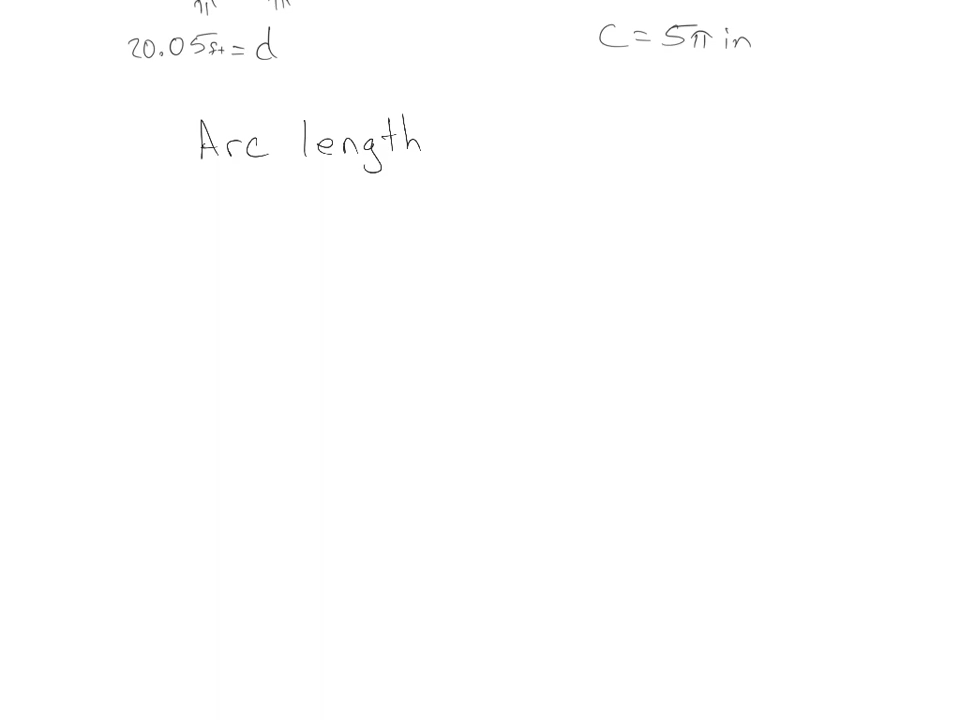 π π
20.05ft = d
C = 5π in
Arc length